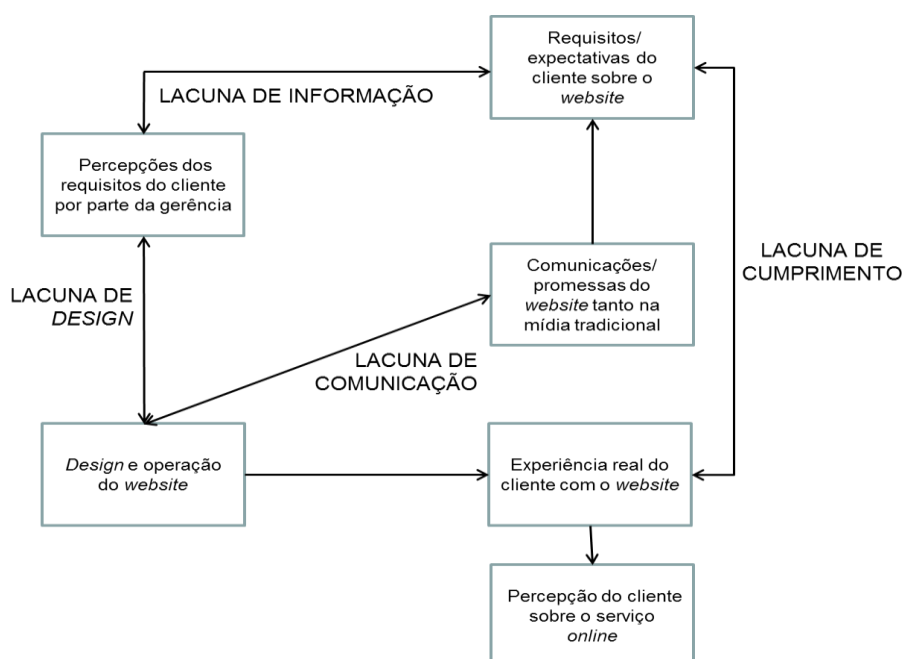 Requisitos/
expectativas do
cliente sobre o
website
LACUNA DE INFORMAÇÃO
Percepções dos
requisitos do cliente
por parte da gerência
LACUNA DE
CUMPRIMENTO
Comunicações/
promessas do
website tanto na
mídia tradicional
LACUNA DE
DESIGN
LACUNA DE
COMUNICAÇÃO
Design e operação
do website
Experiência real do
cliente com o website
Percepção do cliente
sobre o serviço
online